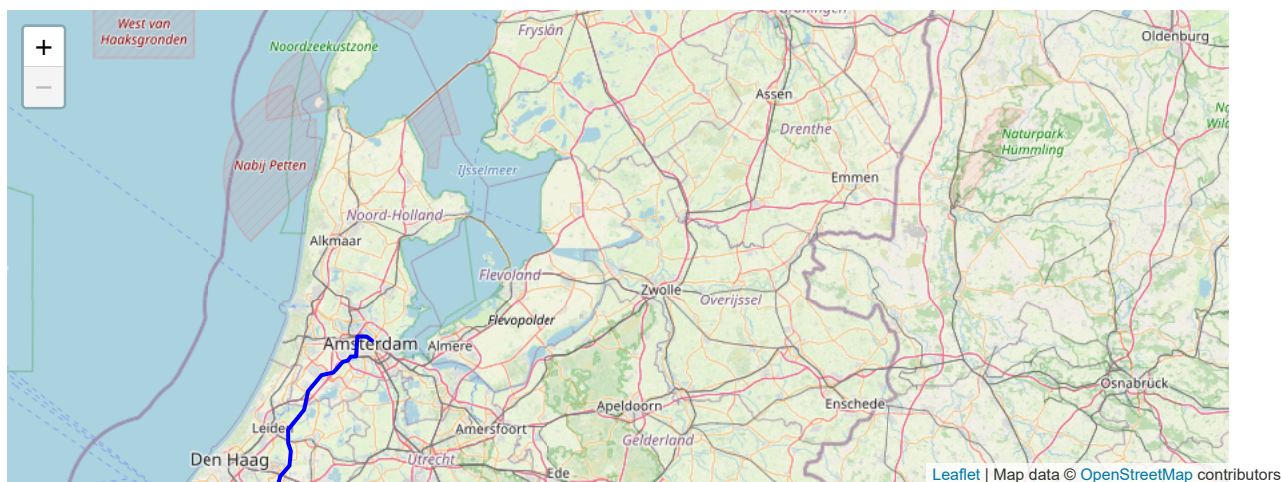 +
−
West van
Haaksgronden
Noordzeekustzone
Fryslân
Oldenburg
Assen
Drenthe
Naturpark
Hümmling
Nabij Petten
IJsselmeer
Emmen
Noord-Holland
Alkmaar
Flevoland
Zwolle
Overijssel
Flevopolder
Amsterdam
Almere
Osnabrück
Apeldoorn
Enschede
Leiden
Amersfoort
Gelderland
Den Haag
Utrecht
Ede
Leaflet | Map data © OpenStreetMap contributors